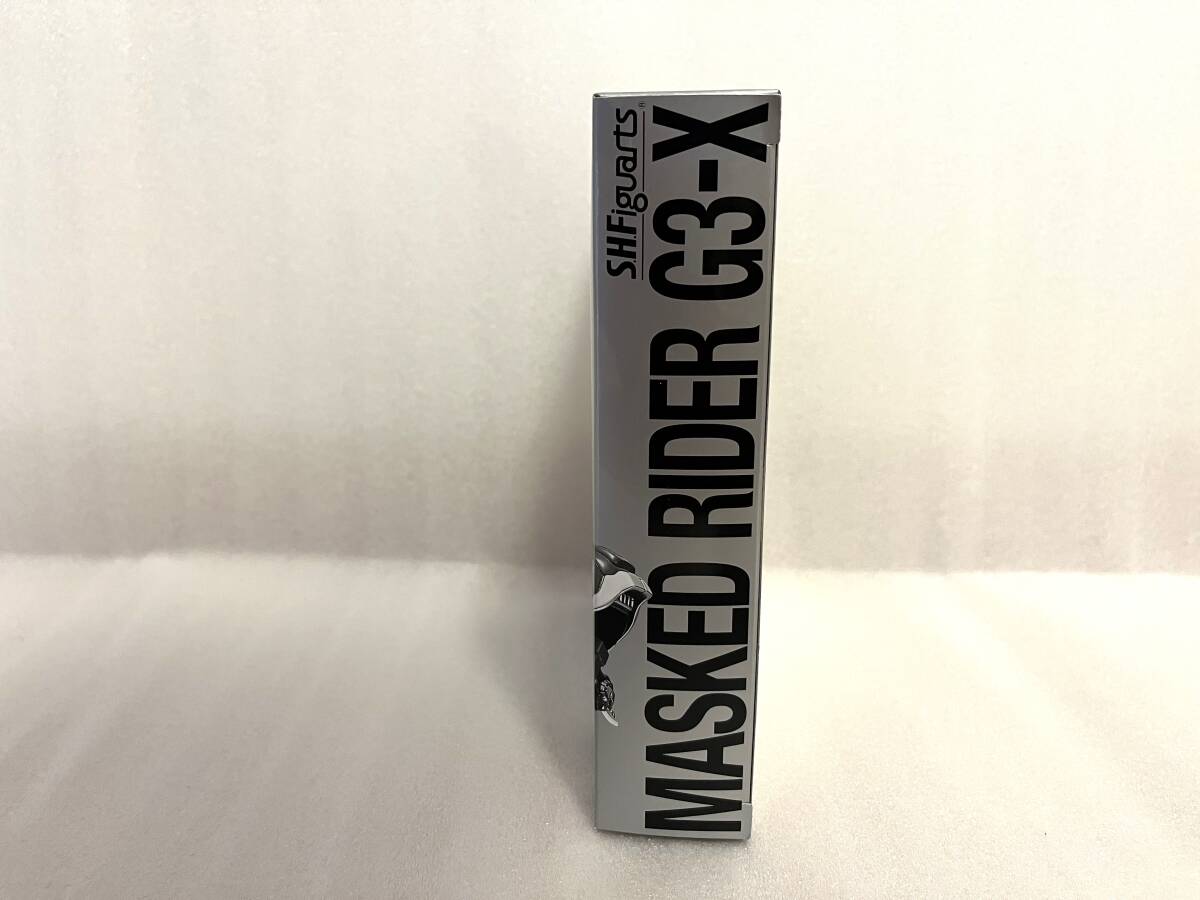 S.H.Figuarts®
MASKED RIDER G3-X